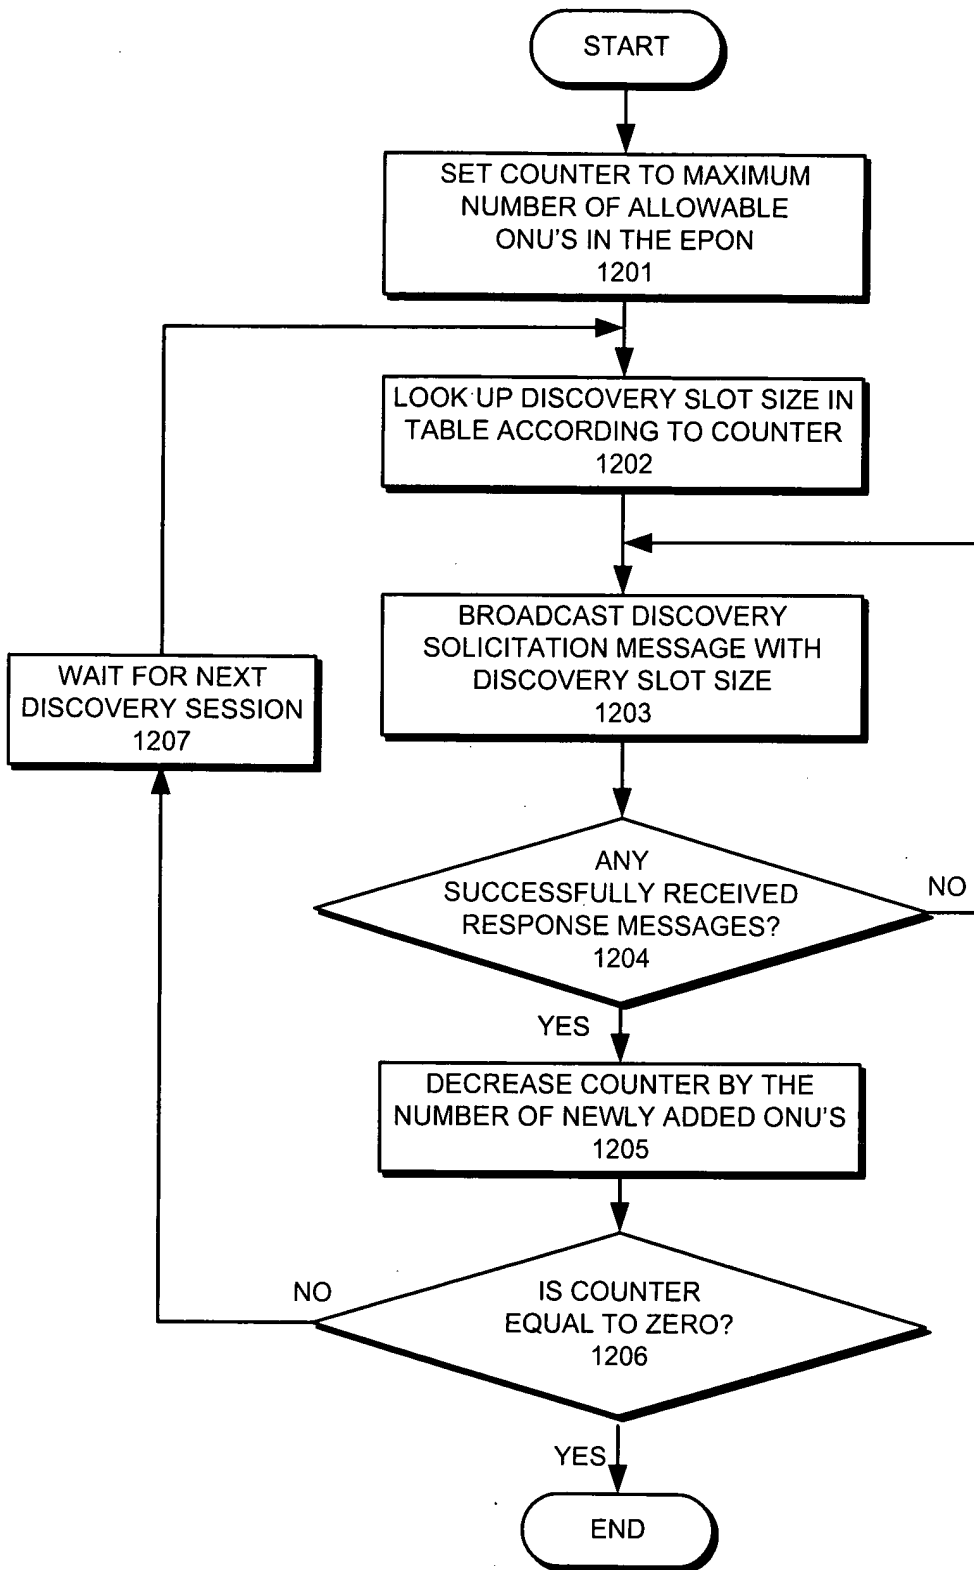 START
SET COUNTER TO MAXIMUM
NUMBER OF ALLOWABLE
ONU'S IN THE EPON
1201
LOOK UP DISCOVERY SLOT SIZE IN
TABLE ACCORDING TO COUNTER
1202
BROADCAST DISCOVERY
SOLICITATION MESSAGE WITH
DISCOVERY SLOT SIZE
1203
WAIT FOR NEXT
DISCOVERY SESSION
1207
ANY
SUCCESSFULLY RECEIVED
RESPONSE MESSAGES?
1204
NO
YES
DECREASE COUNTER BY THE
NUMBER OF NEWLY ADDED ONU'S
1205
NO
IS COUNTER
EQUAL TO ZERO?
1206
YES
END